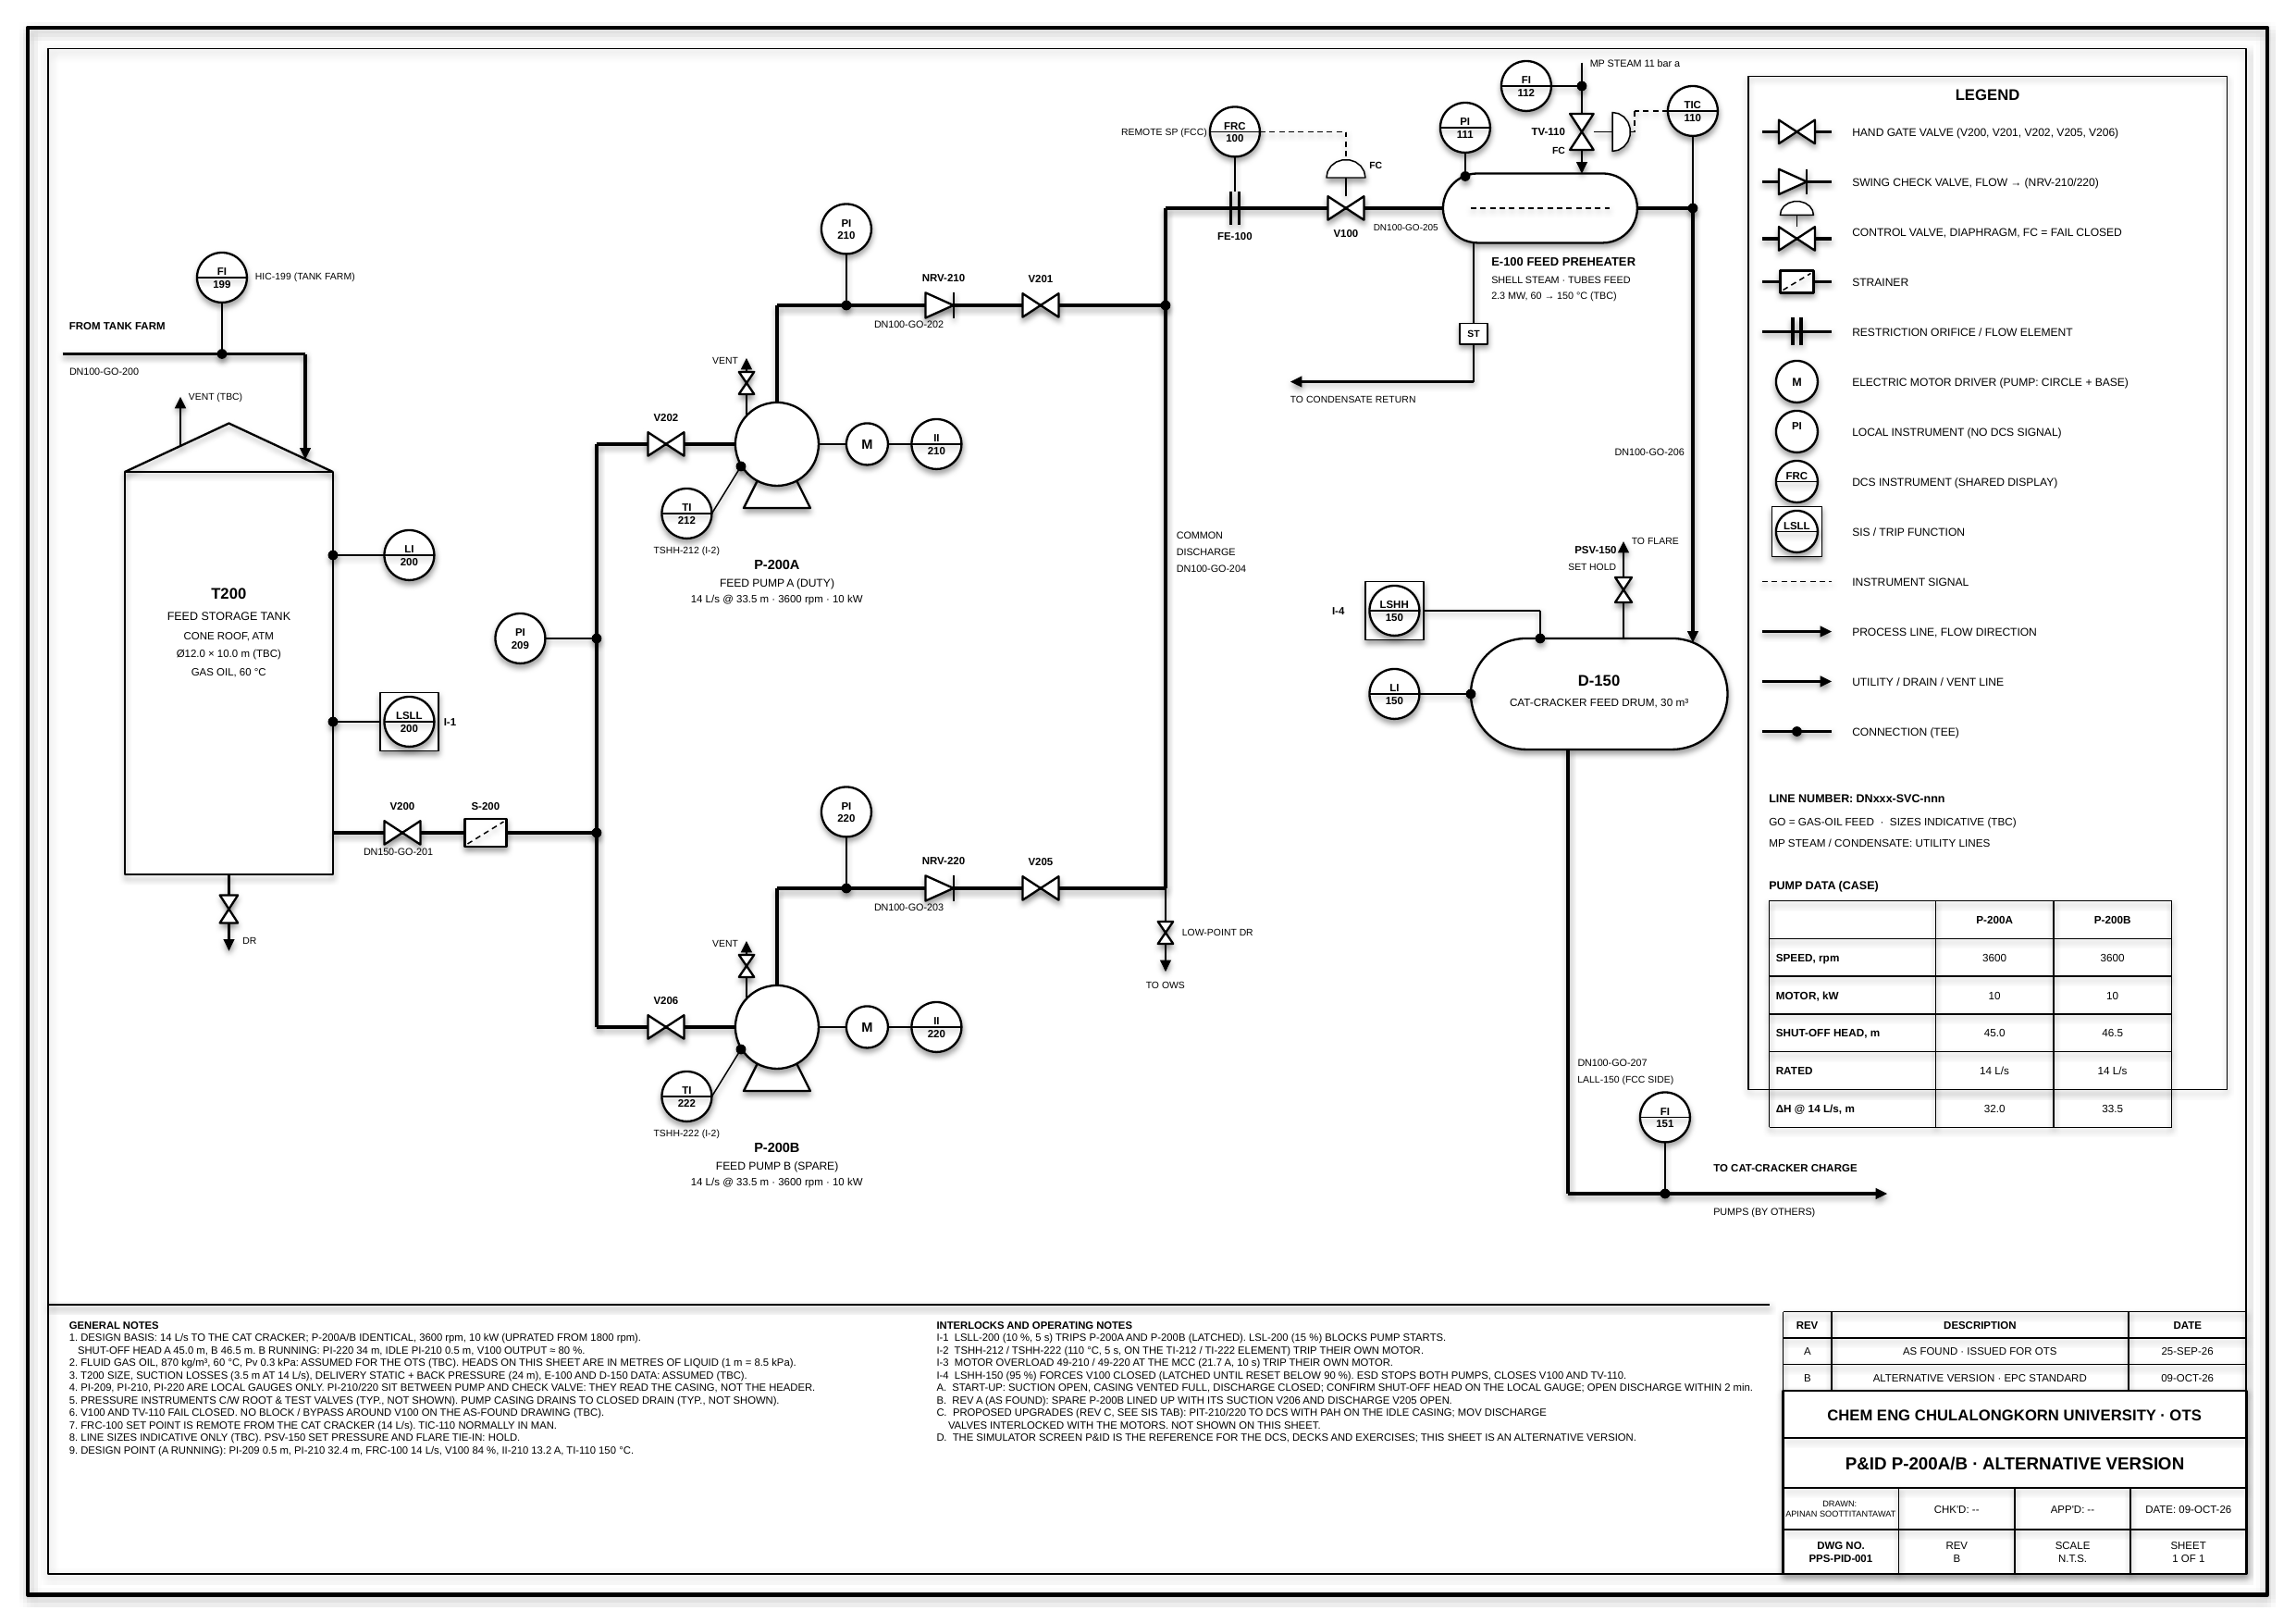 FI
112
MP STEAM 11 bar a
TIC
110
TV-110
FC
PI
111
REMOTE SP (FCC)
FRC
100
FC
FE-100
V100
DN100-GO-205
E-100 FEED PREHEATER
SHELL STEAM · TUBES FEED
2.3 MW, 60 → 150 °C (TBC)
ST
TO CONDENSATE RETURN
DN100-GO-206
FI
199
HIC-199 (TANK FARM)
FROM TANK FARM
DN100-GO-200
VENT (TBC)
T200
FEED STORAGE TANK
CONE ROOF, ATM
Ø12.0 × 10.0 m (TBC)
GAS OIL, 60 °C
LI
200
LSLL
200
I-1
V200
S-200
DN150-GO-201
DR
PI
209
PI
210
NRV-210
V201
DN100-GO-202
VENT
V202
M
II
210
TI
212
TSHH-212 (I-2)
P-200A
FEED PUMP A (DUTY)
14 L/s @ 33.5 m · 3600 rpm · 10 kW
COMMON
DISCHARGE
DN100-GO-204
PI
220
NRV-220
V205
DN100-GO-203
VENT
V206
M
II
220
TI
222
TSHH-222 (I-2)
P-200B
FEED PUMP B (SPARE)
14 L/s @ 33.5 m · 3600 rpm · 10 kW
LOW-POINT DR
TO OWS
PSV-150
SET HOLD
TO FLARE
I-4
LSHH
150
LI
150
D-150
CAT-CRACKER FEED DRUM, 30 m³
DN100-GO-207
LALL-150 (FCC SIDE)
FI
151
TO CAT-CRACKER CHARGE
PUMPS (BY OTHERS)
LEGEND
HAND GATE VALVE (V200, V201, V202, V205, V206)
SWING CHECK VALVE, FLOW → (NRV-210/220)
CONTROL VALVE, DIAPHRAGM, FC = FAIL CLOSED
STRAINER
RESTRICTION ORIFICE / FLOW ELEMENT
M
ELECTRIC MOTOR DRIVER (PUMP: CIRCLE + BASE)
PI
LOCAL INSTRUMENT (NO DCS SIGNAL)
FRC
DCS INSTRUMENT (SHARED DISPLAY)
LSLL
SIS / TRIP FUNCTION
INSTRUMENT SIGNAL
PROCESS LINE, FLOW DIRECTION
UTILITY / DRAIN / VENT LINE
CONNECTION (TEE)
LINE NUMBER: DNxxx-SVC-nnn
GO = GAS-OIL FEED · SIZES INDICATIVE (TBC)
MP STEAM / CONDENSATE: UTILITY LINES
PUMP DATA (CASE)
P-200A P-200B
SPEED, rpm 3600 3600
MOTOR, kW 10 10
SHUT-OFF HEAD, m 45.0 46.5
RATED 14 L/s 14 L/s
ΔH @ 14 L/s, m 32.0 33.5
GENERAL NOTES
1. DESIGN BASIS: 14 L/s TO THE CAT CRACKER; P-200A/B IDENTICAL, 3600 rpm, 10 kW (UPRATED FROM 1800 rpm).
SHUT-OFF HEAD A 45.0 m, B 46.5 m. B RUNNING: PI-220 34 m, IDLE PI-210 0.5 m, V100 OUTPUT ≈ 80 %.
2. FLUID GAS OIL, 870 kg/m³, 60 °C, Pv 0.3 kPa: ASSUMED FOR THE OTS (TBC). HEADS ON THIS SHEET ARE IN METRES OF LIQUID (1 m = 8.5 kPa).
3. T200 SIZE, SUCTION LOSSES (3.5 m AT 14 L/s), DELIVERY STATIC + BACK PRESSURE (24 m), E-100 AND D-150 DATA: ASSUMED (TBC).
4. PI-209, PI-210, PI-220 ARE LOCAL GAUGES ONLY. PI-210/220 SIT BETWEEN PUMP AND CHECK VALVE: THEY READ THE CASING, NOT THE HEADER.
5. PRESSURE INSTRUMENTS C/W ROOT & TEST VALVES (TYP., NOT SHOWN). PUMP CASING DRAINS TO CLOSED DRAIN (TYP., NOT SHOWN).
6. V100 AND TV-110 FAIL CLOSED. NO BLOCK / BYPASS AROUND V100 ON THE AS-FOUND DRAWING (TBC).
7. FRC-100 SET POINT IS REMOTE FROM THE CAT CRACKER (14 L/s). TIC-110 NORMALLY IN MAN.
8. LINE SIZES INDICATIVE ONLY (TBC). PSV-150 SET PRESSURE AND FLARE TIE-IN: HOLD.
9. DESIGN POINT (A RUNNING): PI-209 0.5 m, PI-210 32.4 m, FRC-100 14 L/s, V100 84 %, II-210 13.2 A, TI-110 150 °C.
INTERLOCKS AND OPERATING NOTES
I-1 LSLL-200 (10 %, 5 s) TRIPS P-200A AND P-200B (LATCHED). LSL-200 (15 %) BLOCKS PUMP STARTS.
I-2 TSHH-212 / TSHH-222 (110 °C, 5 s, ON THE TI-212 / TI-222 ELEMENT) TRIP THEIR OWN MOTOR.
I-3 MOTOR OVERLOAD 49-210 / 49-220 AT THE MCC (21.7 A, 10 s) TRIP THEIR OWN MOTOR.
I-4 LSHH-150 (95 %) FORCES V100 CLOSED (LATCHED UNTIL RESET BELOW 90 %). ESD STOPS BOTH PUMPS, CLOSES V100 AND TV-110.
A. START-UP: SUCTION OPEN, CASING VENTED FULL, DISCHARGE CLOSED; CONFIRM SHUT-OFF HEAD ON THE LOCAL GAUGE; OPEN DISCHARGE WITHIN 2 min.
B. REV A (AS FOUND): SPARE P-200B LINED UP WITH ITS SUCTION V206 AND DISCHARGE V205 OPEN.
C. PROPOSED UPGRADES (REV C, SEE SIS TAB): PIT-210/220 TO DCS WITH PAH ON THE IDLE CASING; MOV DISCHARGE
VALVES INTERLOCKED WITH THE MOTORS. NOT SHOWN ON THIS SHEET.
D. THE SIMULATOR SCREEN P&ID IS THE REFERENCE FOR THE DCS, DECKS AND EXERCISES; THIS SHEET IS AN ALTERNATIVE VERSION.
REV DESCRIPTION DATE
A AS FOUND · ISSUED FOR OTS 25-SEP-26
B ALTERNATIVE VERSION · EPC STANDARD 09-OCT-26
CHEM ENG CHULALONGKORN UNIVERSITY · OTS
P&ID P-200A/B · ALTERNATIVE VERSION
DRAWN:
APINAN SOOTTITANTAWAT
CHK'D: --
APP'D: --
DATE: 09-OCT-26
DWG NO.
PPS-PID-001
REV
B
SCALE
N.T.S.
SHEET
1 OF 1